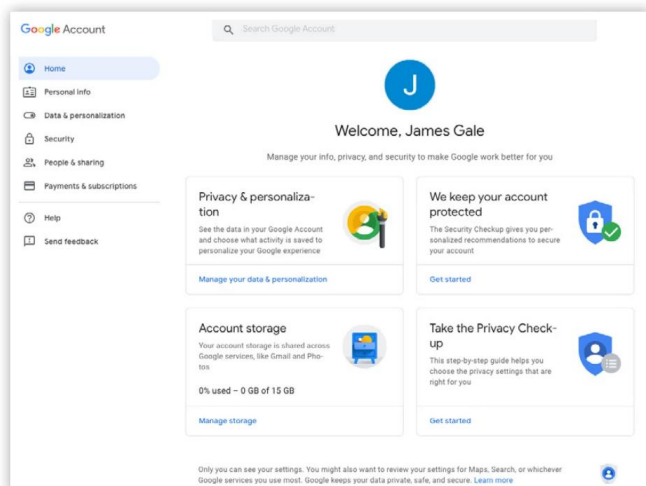 Google Account
Search Google Account
Home
Personal info
Data & personalization
Security
People & sharing
Payments & subscriptions
Help
Send feedback
J
Welcome, James Gale
Manage your info, privacy, and security to make Google work better for you
Privacy & personaliza-
tion
See the data in your Google Account
and choose what activity is saved to
personalize your Google experience
Manage your data & personalization
We keep your account
protected
The Security Checkup gives you per-
sonalized recommendations to secure
your account
Get started
Account storage
Your account storage is shared across
Google services, like Gmail and Pho-
tos
0% used – 0 GB of 15 GB
Manage storage
Take the Privacy Check-
up
This step-by-step guide helps you
choose the privacy settings that are
right for you
Get started
Only you can see your settings. You might also want to review your settings for Maps, Search, or whichever
Google services you use most. Google keeps your data private, safe, and secure. Learn more